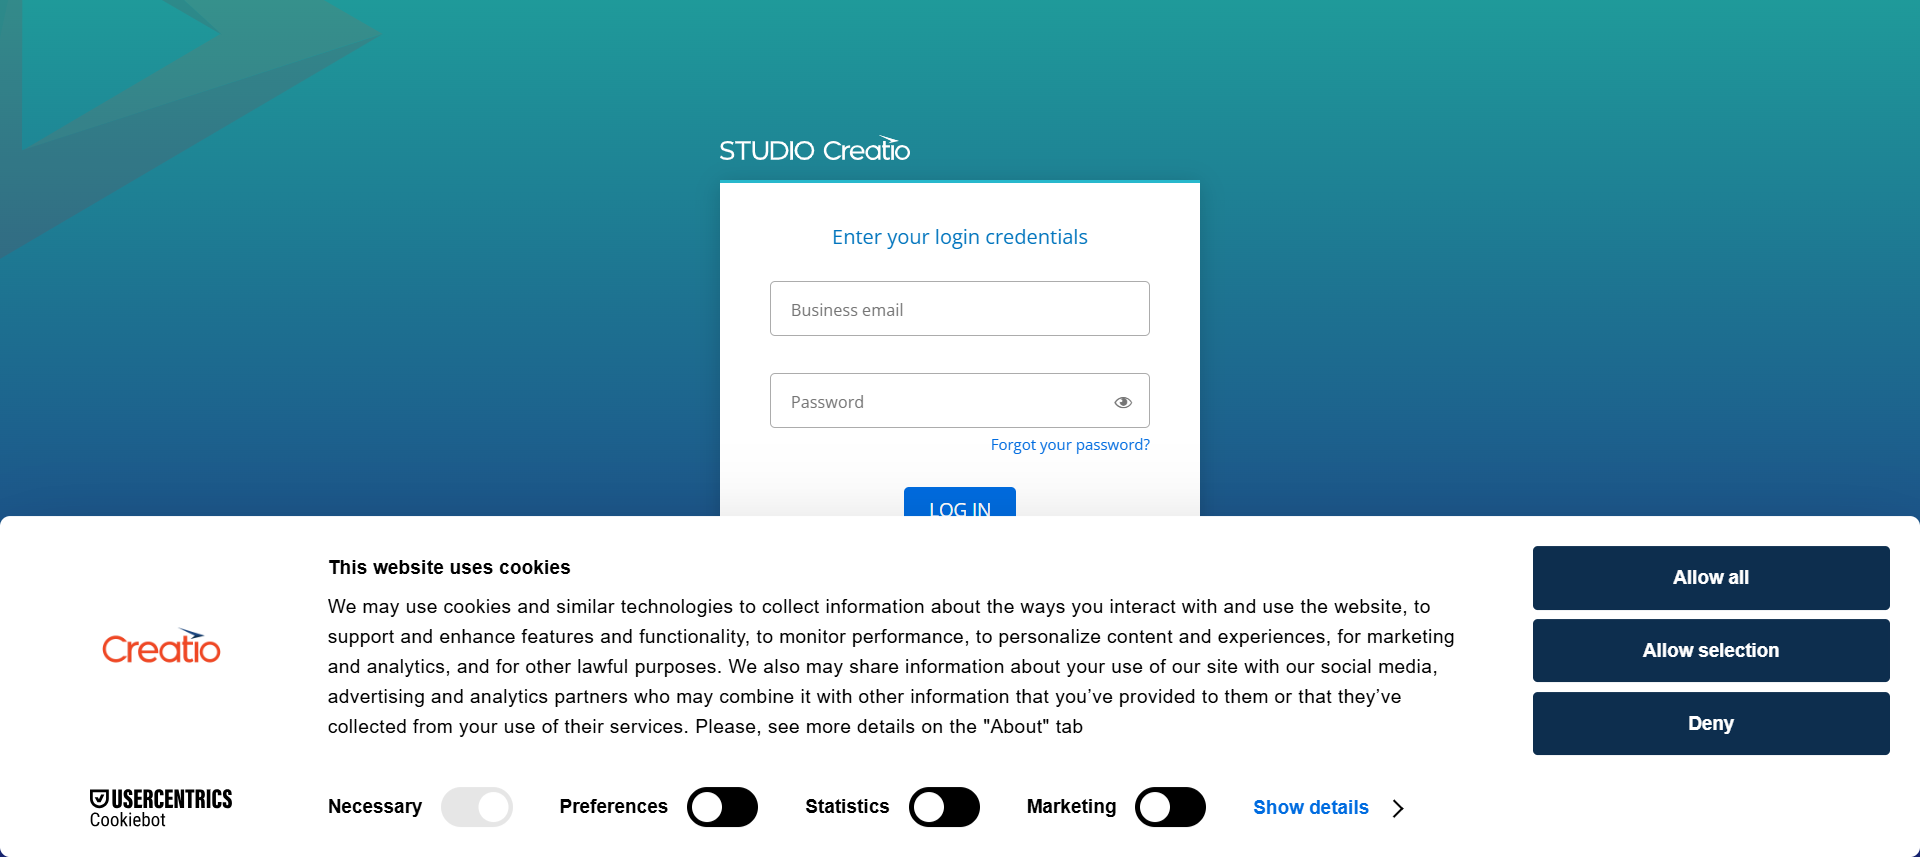 STUDIO Creatio
Enter your login credentials
Business email
Password
Forgot your password?
LOG IN
This website uses cookies
We may use cookies and similar technologies to collect information about the ways you interact with and use the website, to
support and enhance features and functionality, to monitor performance, to personalize content and experiences, for marketing
and analytics, and for other lawful purposes. We also may share information about your use of our site with our social media,
advertising and analytics partners who may combine it with other information that you’ve provided to them or that they’ve
collected from your use of their services. Please, see more details on the "About" tab
Creatio
Allow all
Allow selection
Deny
USERCENTRICS
Cookiebot
Necessary
Preferences
Statistics
Marketing
Show details